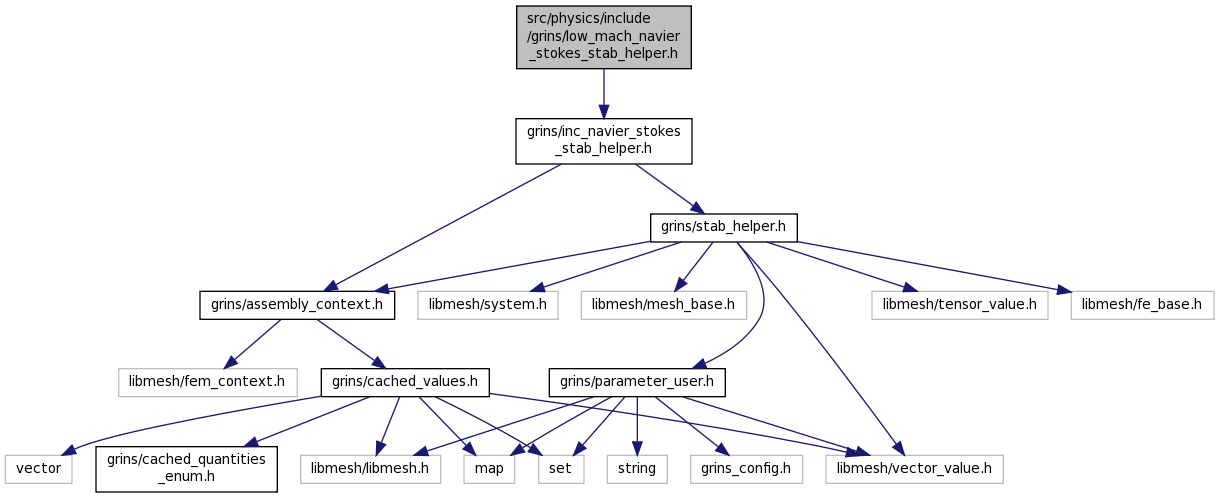 src/physics/include
/grins/low_mach_navier
_stokes_stab_helper.h
grins/inc_navier_stokes
_stab_helper.h
grins/stab_helper.h
grins/assembly_context.h
libmesh/system.h
libmesh/mesh_base.h
libmesh/tensor_value.h
libmesh/fe_base.h
libmesh/fem_context.h
grins/cached_values.h
grins/parameter_user.h
vector
grins/cached_quantities
_enum.h
libmesh/libmesh.h
map
set
string
grins_config.h
libmesh/vector_value.h